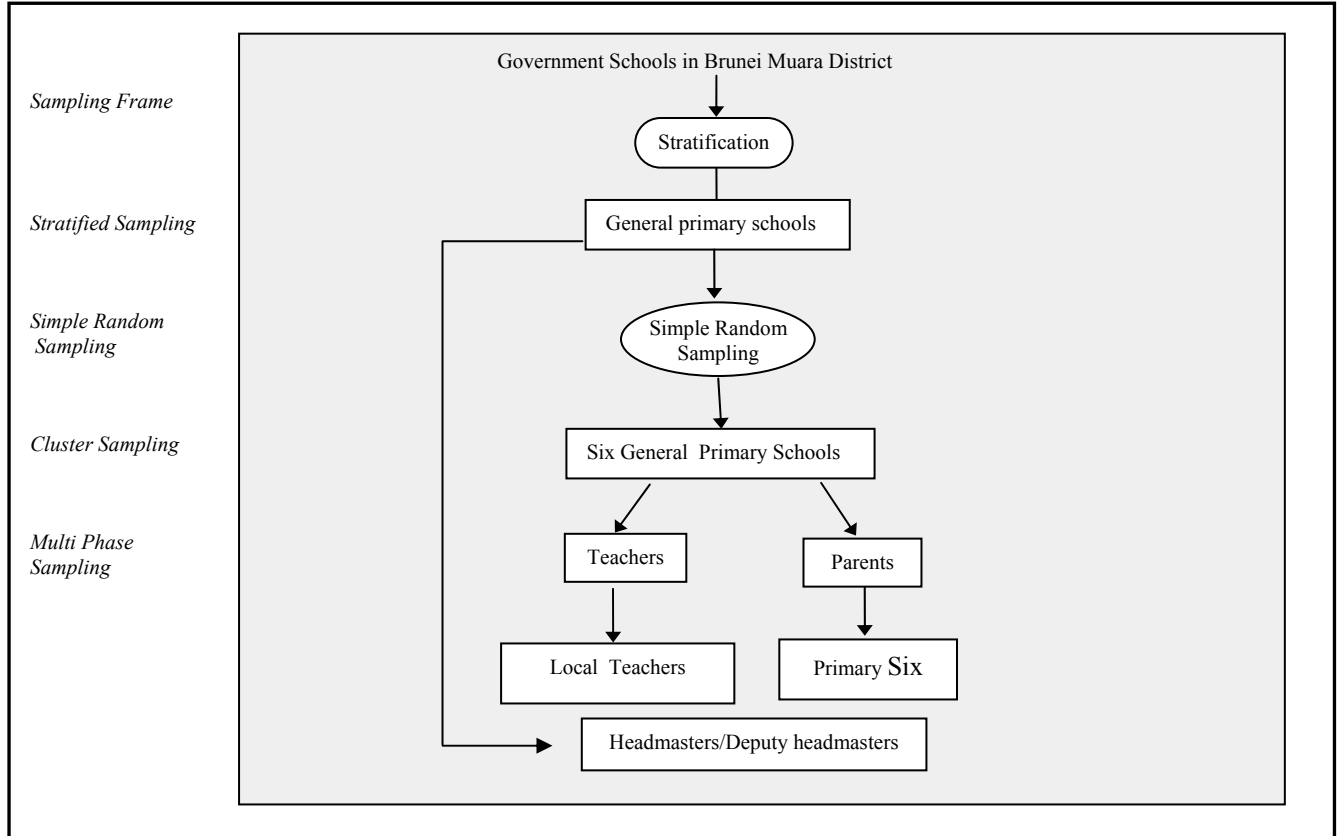 Government Schools in Brunei Muara District
Sampling Frame
Stratification
Stratified Sampling
General primary schools
Simple Random
Sampling
Simple Random
Sampling
Cluster Sampling
Six General Primary Schools
Multi Phase
Sampling
Teachers
Parents
Local Teachers
Primary Six
Headmasters/Deputy headmasters